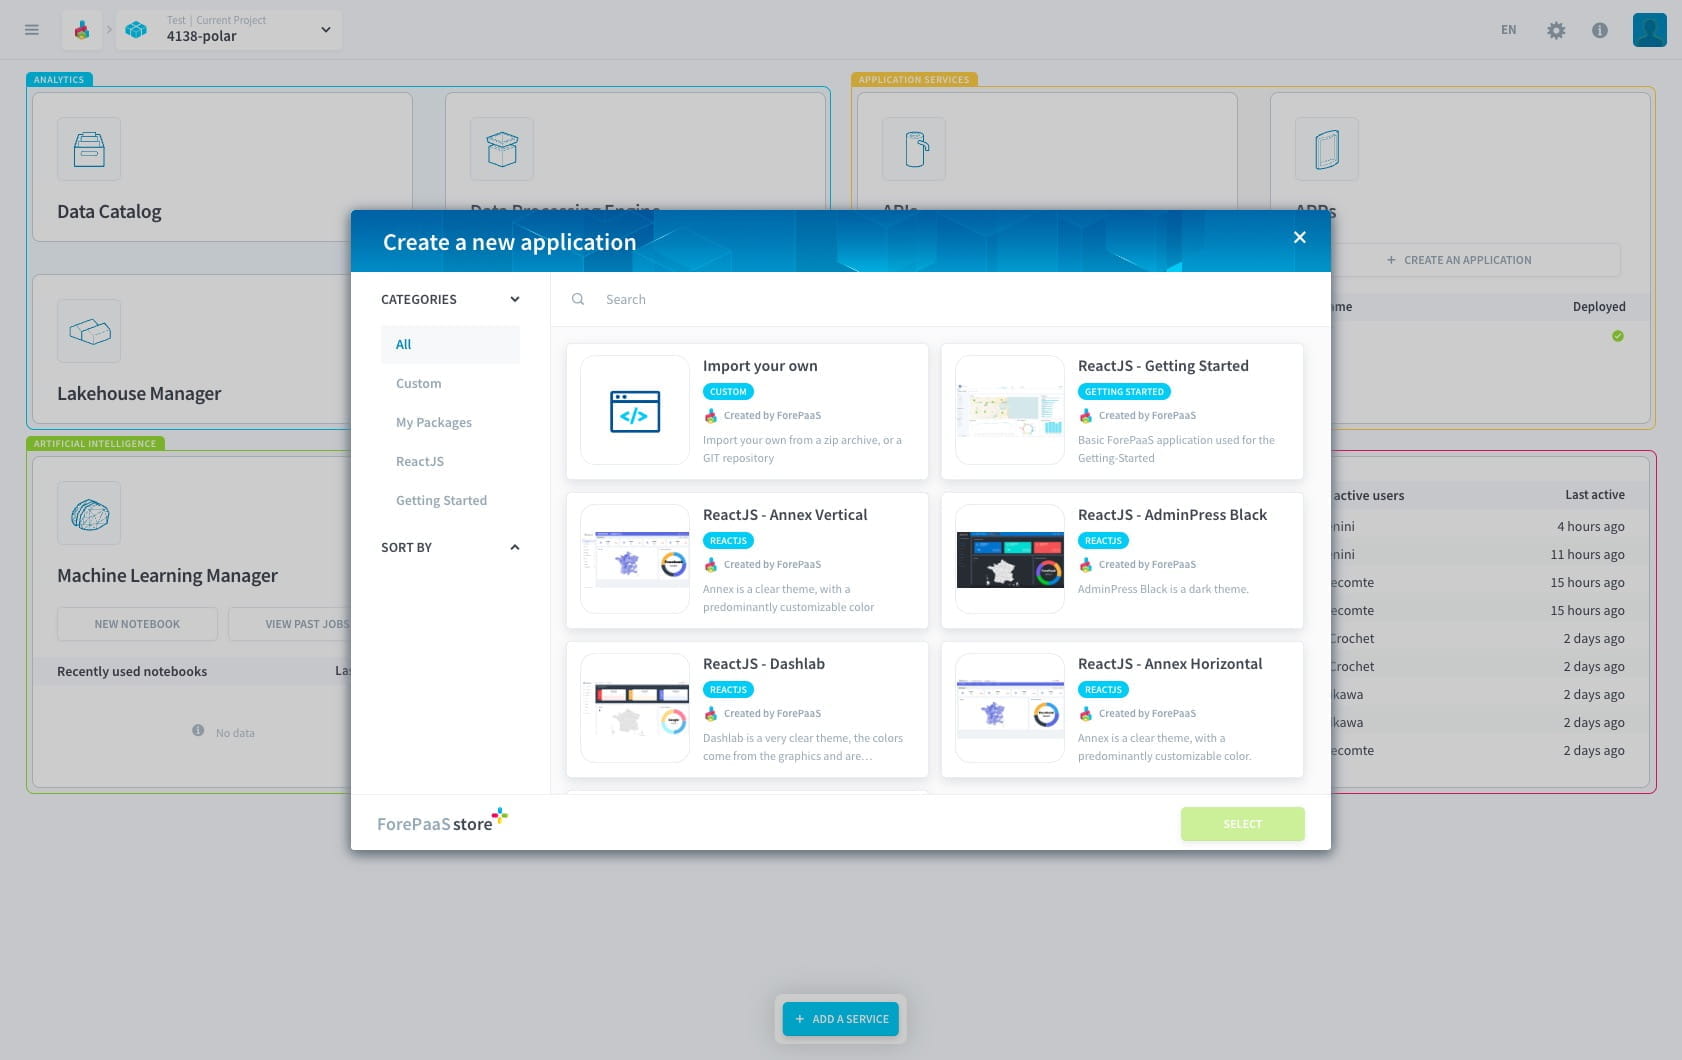 Test | Current Project
4138-polar
EN
ANALYTICS
APPLICATION SERVICES
Data Catalog
Data Processing Engine
APIs
APPs
CREATE AN APPLICATION
Deployed
Lakehouse Manager
ARTIFICIAL INTELLIGENCE
Machine Learning Manager
NEW NOTEBOOK
VIEW PAST JOBS
Recently used notebooks
No data
Create a new application
CATEGORIES
All
Custom
My Packages
ReactJS
Getting Started
SORT BY
Search
Import your own
CUSTOM
Created by ForePaaS
Import your own from a zip archive, or a
GIT repository
ReactJS - Getting Started
GETTING STARTED
Created by ForePaaS
Basic ForePaaS application used for the
Getting-Started
ReactJS - Annex Vertical
REACTJS
Created by ForePaaS
Annex is a clear theme, with a
predominantly customizable color
ReactJS - AdminPress Black
REACTJS
Created by ForePaaS
AdminPress Black is a dark theme.
ReactJS - Dashlab
REACTJS
Created by ForePaaS
Dashlab is a very clear theme, the colors
come from the graphics and are…
ReactJS - Annex Horizontal
REACTJS
Created by ForePaaS
Annex is a clear theme, with a
predominantly customizable color.
ForePaaS store
SELECT
active users Last active
4 hours ago
11 hours ago
15 hours ago
15 hours ago
Crochet 2 days ago
Crochet 2 days ago
2 days ago
2 days ago
2 days ago
ADD A SERVICE